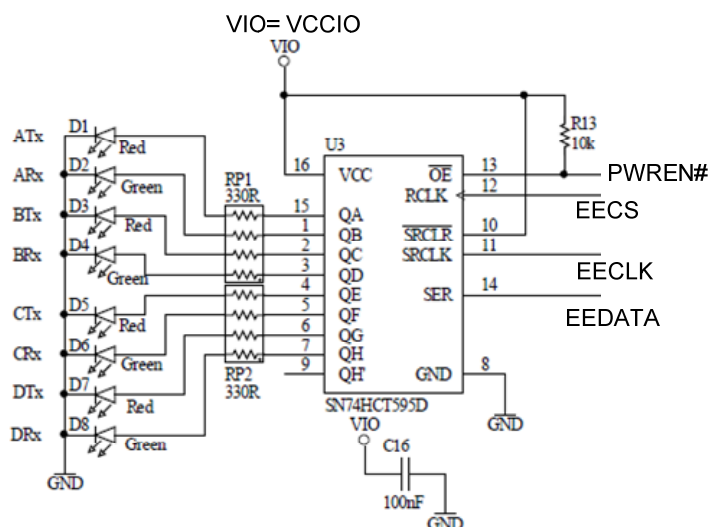 VIO= VCCIO
VIO
U3
R13
10k
ATx
D1
Red
ARx
D2
Green
BTx
D3
Red
BRx
D4
Green
CTx
D5
Red
CRx
D6
Green
DTx
D7
Red
DRx
D8
Green
GND
RP1
330R
RP2
330R
16 VCC
15 QA
1 QB
2 QC
3 QD
4 QE
5 QF
6 QG
7 QH
9 QH'
OE 13 PWREN#
RCLK 12 EECS
SRCLR 10
SRCLK 11 EECLK
SER 14 EEDATA
GND 8
GND
SN74HCT595D
VIO
C16
100nF
GND